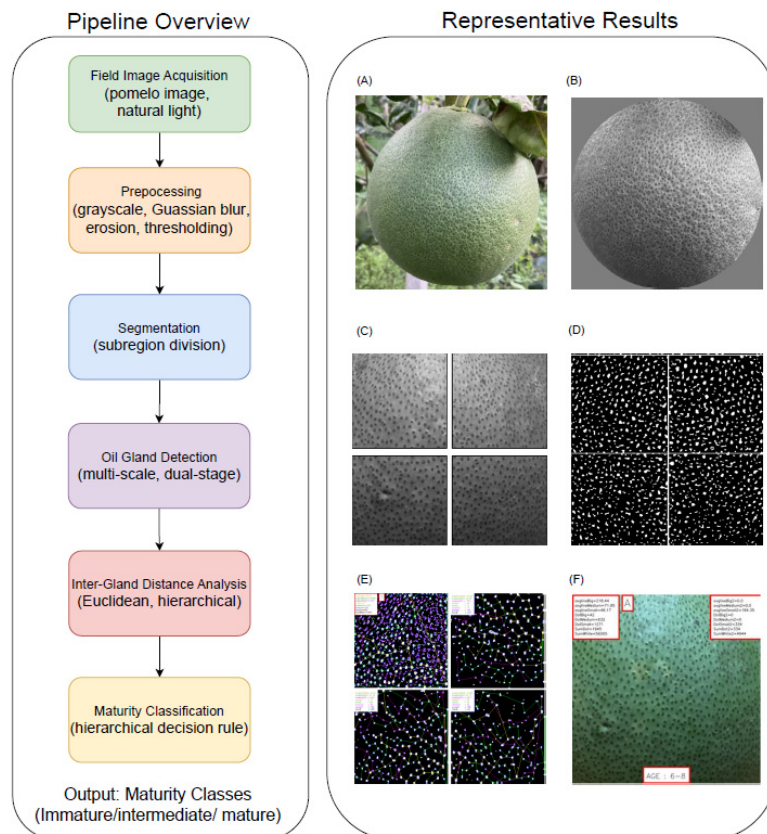 Pipeline Overview
Field Image Acquisition
(pomelo image,
natural light)
Prepocessing
(grayscale, Guassian blur,
erosion, thresholding)
Segmentation
(subregion division)
Oil Gland Detection
(multi-scale, dual-stage)
Inter-Gland Distance Analysis
(Euclidean, hierarchical)
Maturity Classification
(hierarchical decision rule)
Output: Maturity Classes
(Immature/intermediate/ mature)
Representative Results
(A)
(B)
(C)
(D)
(E)
(F)
A
AGE : 6-8